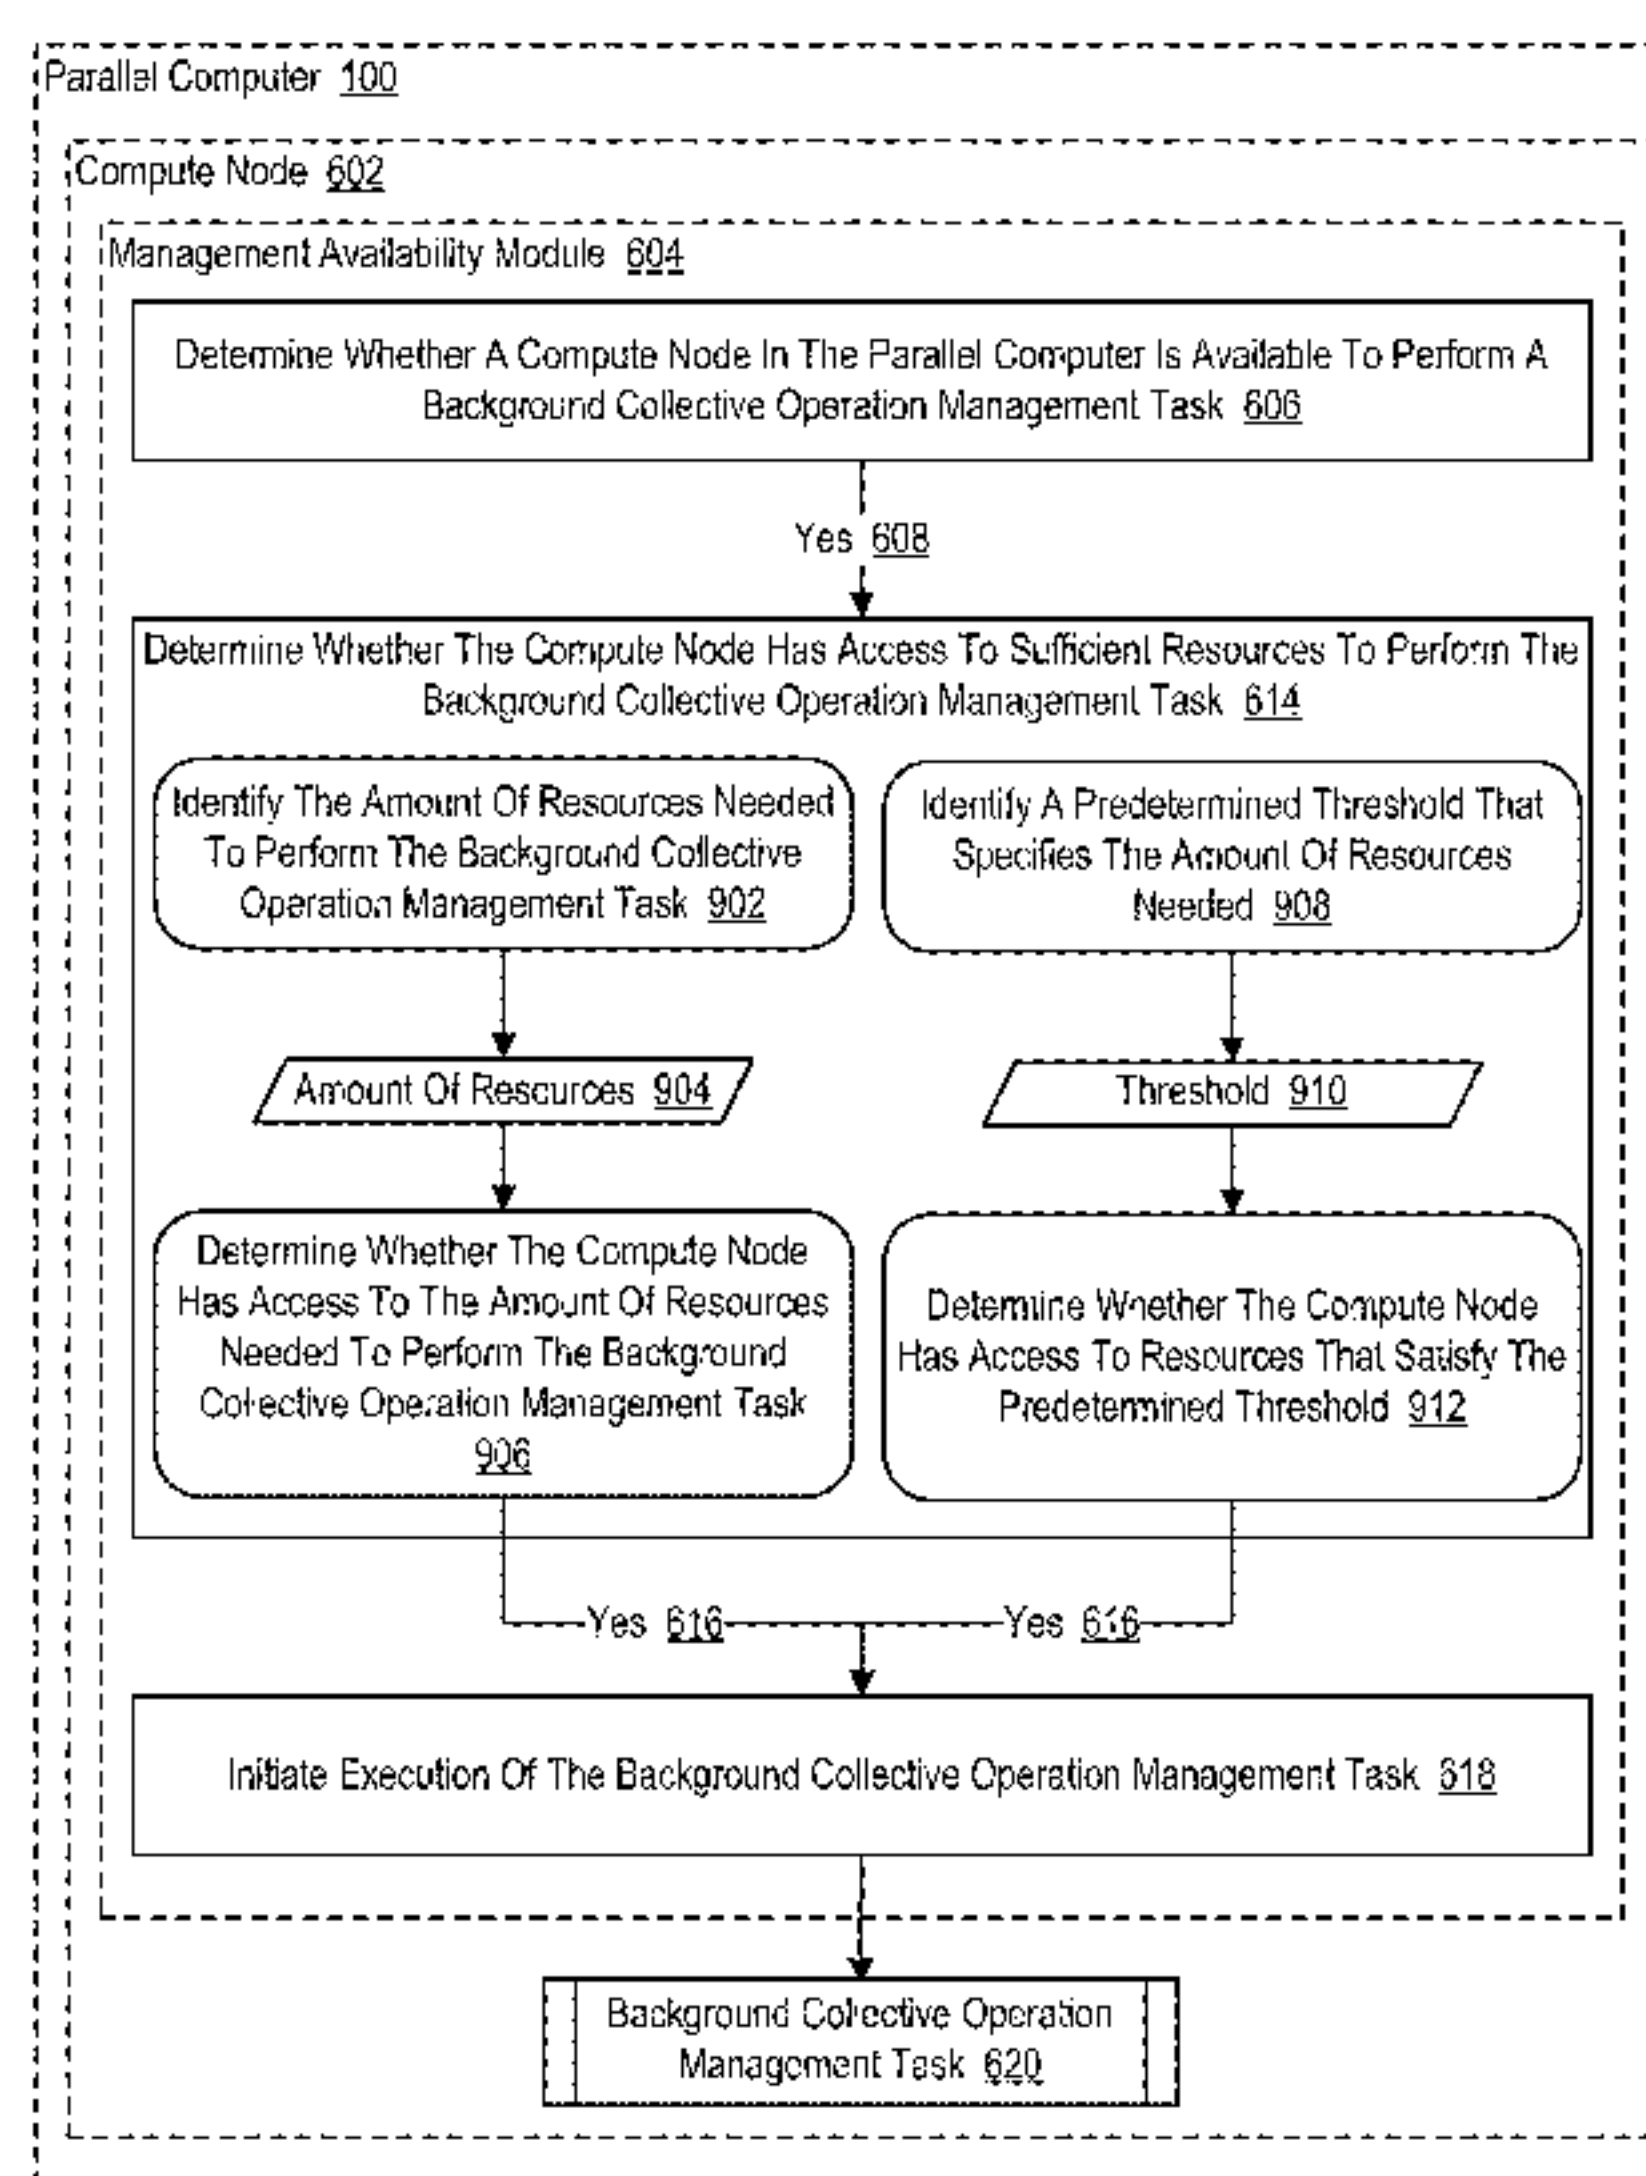 Parallel Computer 100
Compute Node 602
Management Availability Module 604
Determine Whether A Compute Node In The Parallel Computer Is Available To Perform A
Background Collective Operation Management Task 606
Yes 608
Determine Whether The Compute Node Has Access To Sufficient Resources To Perform The
Background Collective Operation Management Task 614
Identify The Amount Of Resources Needed
To Perform The Background Collective
Operation Management Task 902
Identify A Predetermined Threshold That
Specifies The Amount Of Resources
Needed 908
Amount Of Resources 904
Threshold 910
Determine Whether The Compute Node
Has Access To The Amount Of Resources
Needed To Perform The Background
Collective Operation Management Task
906
Determine Whether The Compute Node
Has Access To Resources That Satisfy The
Predetermined Threshold 912
Yes 616
Yes 616
Initiate Execution Of The Background Collective Operation Management Task 618
Background Collective Operation
Management Task 620